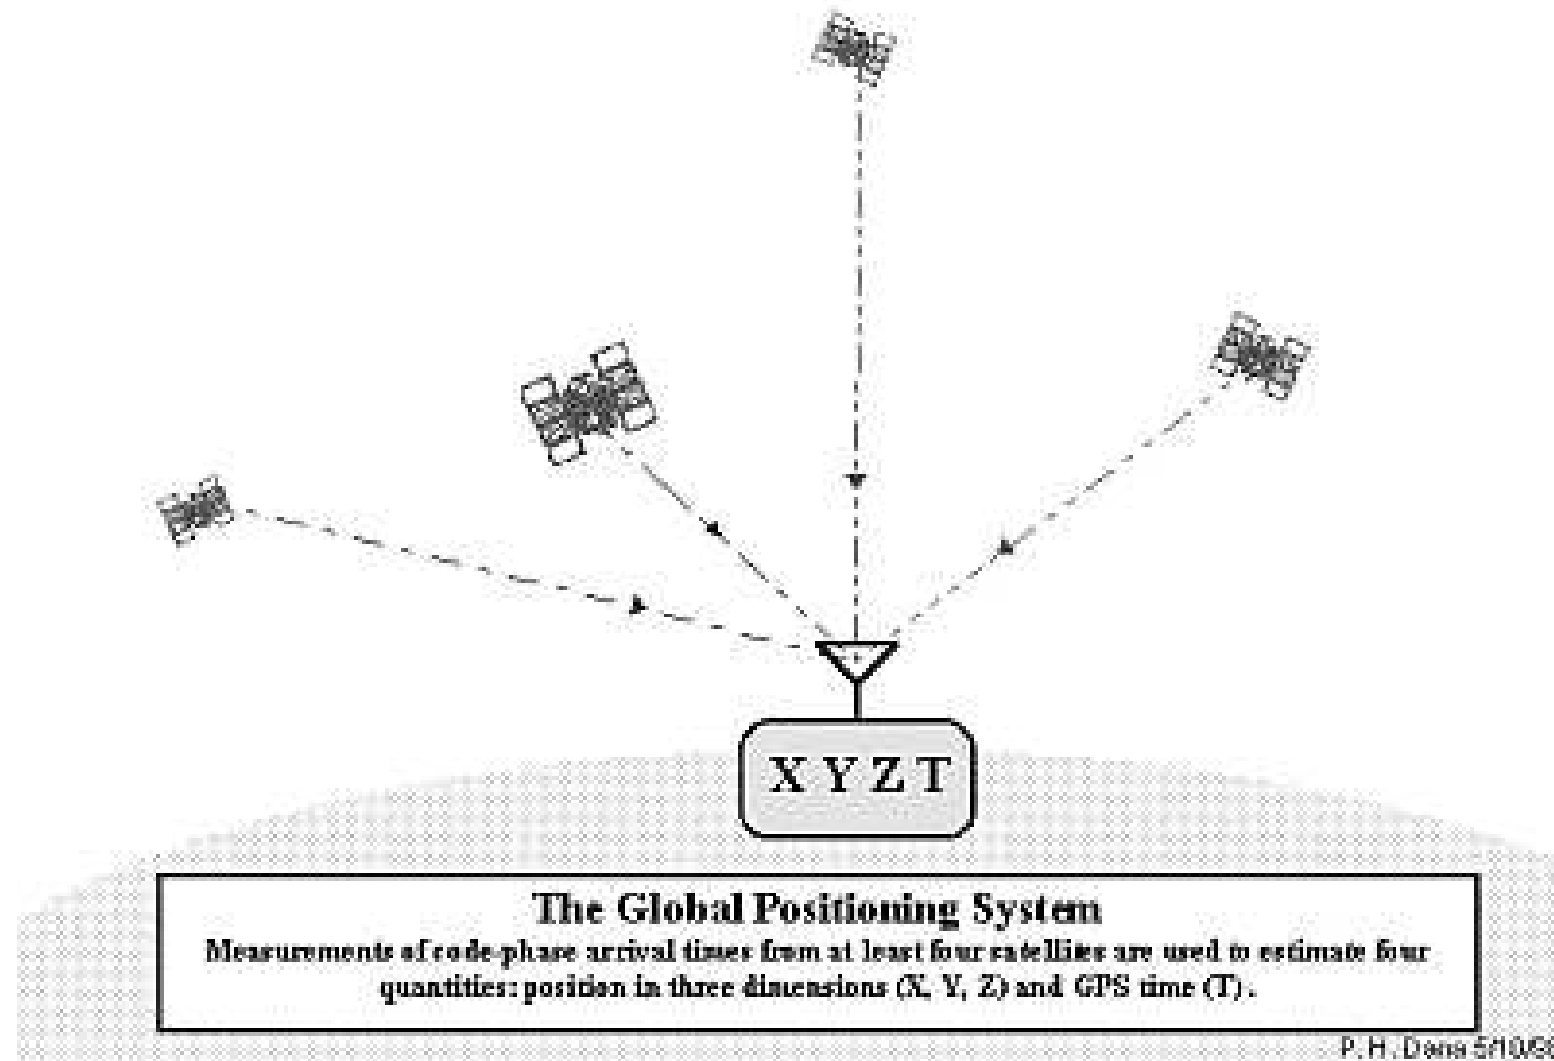 X Y Z T
The Global Positioning System
Measurements of code-phase arrival times from at least four satellites are used to estimate four
quantities: position in three dimensions (X, Y, Z) and GPS time (T).
P. H. Dana